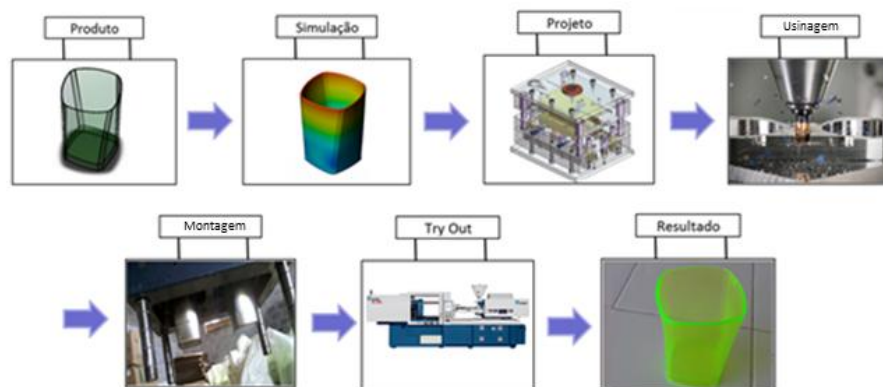 Produto
Simulação
Projeto
Usinagem
Montagem
Try Out
Resultado